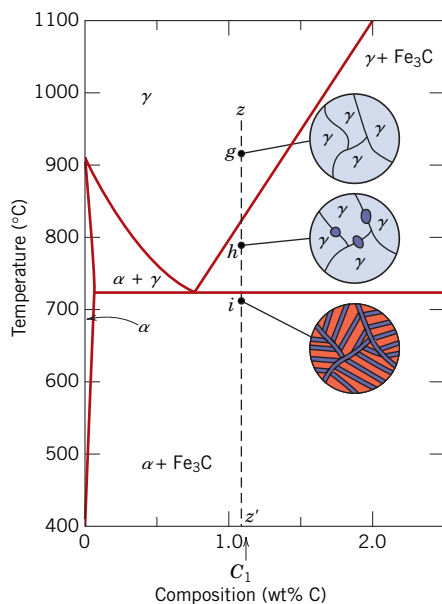 1100
1000
900
800
700
600
500
400
Temperature (°C)
γ + Fe₃C
γ
z
g
γ
γ
γ
γ
h
γ
γ
γ
γ
α + γ
i
α
α + Fe₃C
z′
0
1.0
2.0
C₁
Composition (wt% C)